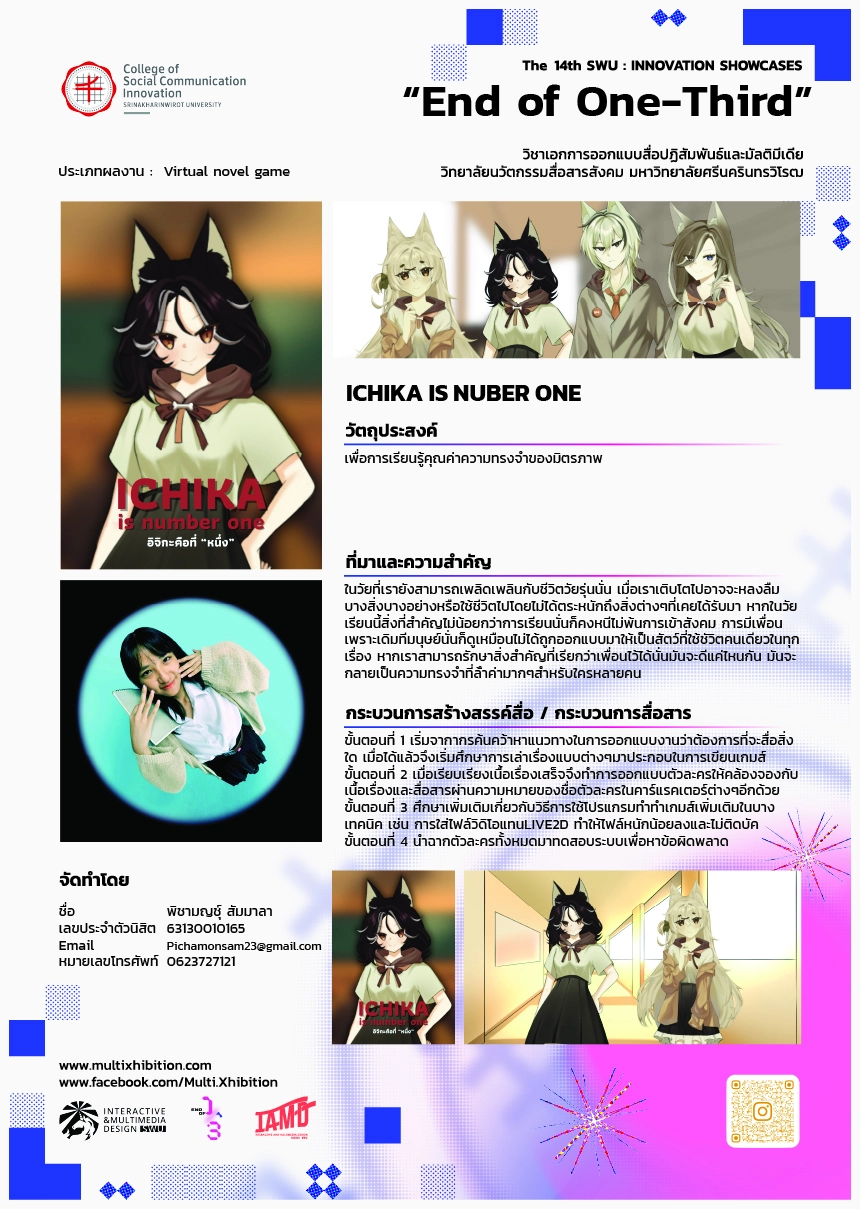 College of
Social Communication
Innovation
SRINAKHARINWIROT UNIVERSITY
The 14th SWU : INNOVATION SHOWCASES
“End of One-Third”
วิชาเอกการออกแบบสื่อปฏิสัมพันธ์และมัลติมีเดีย
ประเภทผลงาน : Virtual novel game
วิทยาลัยนวัตกรรมสื่อสารสังคม มหาวิทยาลัยศรีนครินทรวิโรฒ
ICHIKA
is number one
อิจิกะคือที่ “หนึ่ง”
ICHIKA IS NUBER ONE
วัตถุประสงค์
เพื่อการเรียนรู้คุณค่าความทรงจำของมิตรภาพ
ที่มาและความสำคัญ
ในวัยที่เรายังสามารถเพลิดเพลินกับชีวิตวัยรุ่นนั่น เมื่อเราเติบโตไปอาจจะหลงลืม
บางสิ่งบางอย่างหรือใช้ชีวิตไปโดยไม่ได้ตระหนักถึงสิ่งต่างๆที่เคยได้รับมา หากในวัย
เรียนนี้สิ่งที่สำคัญไม่น้อยกว่าการเรียนนั่นก็คงหนีไม่พ้นการเข้าสังคม การมีเพื่อน
เพราะเดิมทีมนุษย์นั่นก็ดูเหมือนไม่ได้ถูกออกแบบมาให้เป็นสัตว์ที่ใช้ชัวิตคนเดียวในทุก
เรื่อง หากเราสามารถรักษาสิ่งสำคัญที่เรียกว่าเพื่อนไว้ได้นั่นมันจะดีแค่ไหนกัน มันจะ
กลายเป็นความทรงจำที่ล้ำค่ามากๆสำหรับใครหลายคน
กระบวนการสร้างสรรค์สื่อ / กระบวนการสื่อสาร
ขั้นตอนที่ 1 เริ่มจากาการค้นคว้าหาแนวทางในการออกแบบงานว่าต้องการที่จะสื่อสิ่ง
ใด เมื่อได้แล้วจึงเริ่มศึกษาการเล่าเรื่องแบบต่างๆมาประกอบในการเขียนเกมส์
ขั้นตอนที่ 2 เมื่อเรียบเรียงเนื้อเรื่องเสร็จจึงทำการออกแบบตัวละครให้คล้องจองกับ
เนื้อเรื่องและสื่อสารผ่านความหมายของชื่อตัวละครในคาร์แรคเตอร์ต่างๆอีกด้วย
ขั้นตอนที่ 3 ศึกษาเพิ่มเติมเกี่ยวกับวิธีการใช้โปรแกรมทำทำเกมส์เพิ่มเติมในบาง
เทคนิค เช่น การใส่ไฟล์วิดิโอแทนLIVE2D ทำให้ไฟล์หนักน้อยลงและไม่ติดบัค
ขั้นตอนที่ 4 นำฉากตัวละครทั้งหมดมาทดสอบระบบเพื่อหาข้อผิดพลาด
จัดทำโดย
ชื่อ พิชามญชุ์ สัมมาลา
เลขประจำตัวนิสิต 63130010165
Email Pichamonsam23@gmail.com
หมายเลขโทรศัพท์ 0623727121
ICHIKA
is number one
อิจิกะคือที่ “หนึ่ง”
www.multixhibition.com
www.facebook.com/Multi.Xhibition
INTERACTIVE
&MULTIMEDIA
DESIGN SWU
END
OF
1
3
IAMD